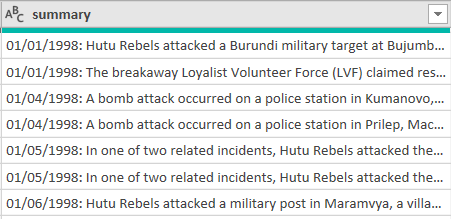 ABC summary
01/01/1998: Hutu Rebels attacked a Burundi military target at Bujumb...
01/01/1998: The breakaway Loyalist Volunteer Force (LVF) claimed res...
01/04/1998: A bomb attack occurred on a police station in Kumanovo,...
01/04/1998: A bomb attack occurred on a police station in Prilep, Mac...
01/05/1998: In one of two related incidents, Hutu Rebels attacked the...
01/05/1998: In one of two related incidents, Hutu Rebels attacked the...
01/06/1998: Hutu Rebels attacked a military post in Maramvya, a villa...